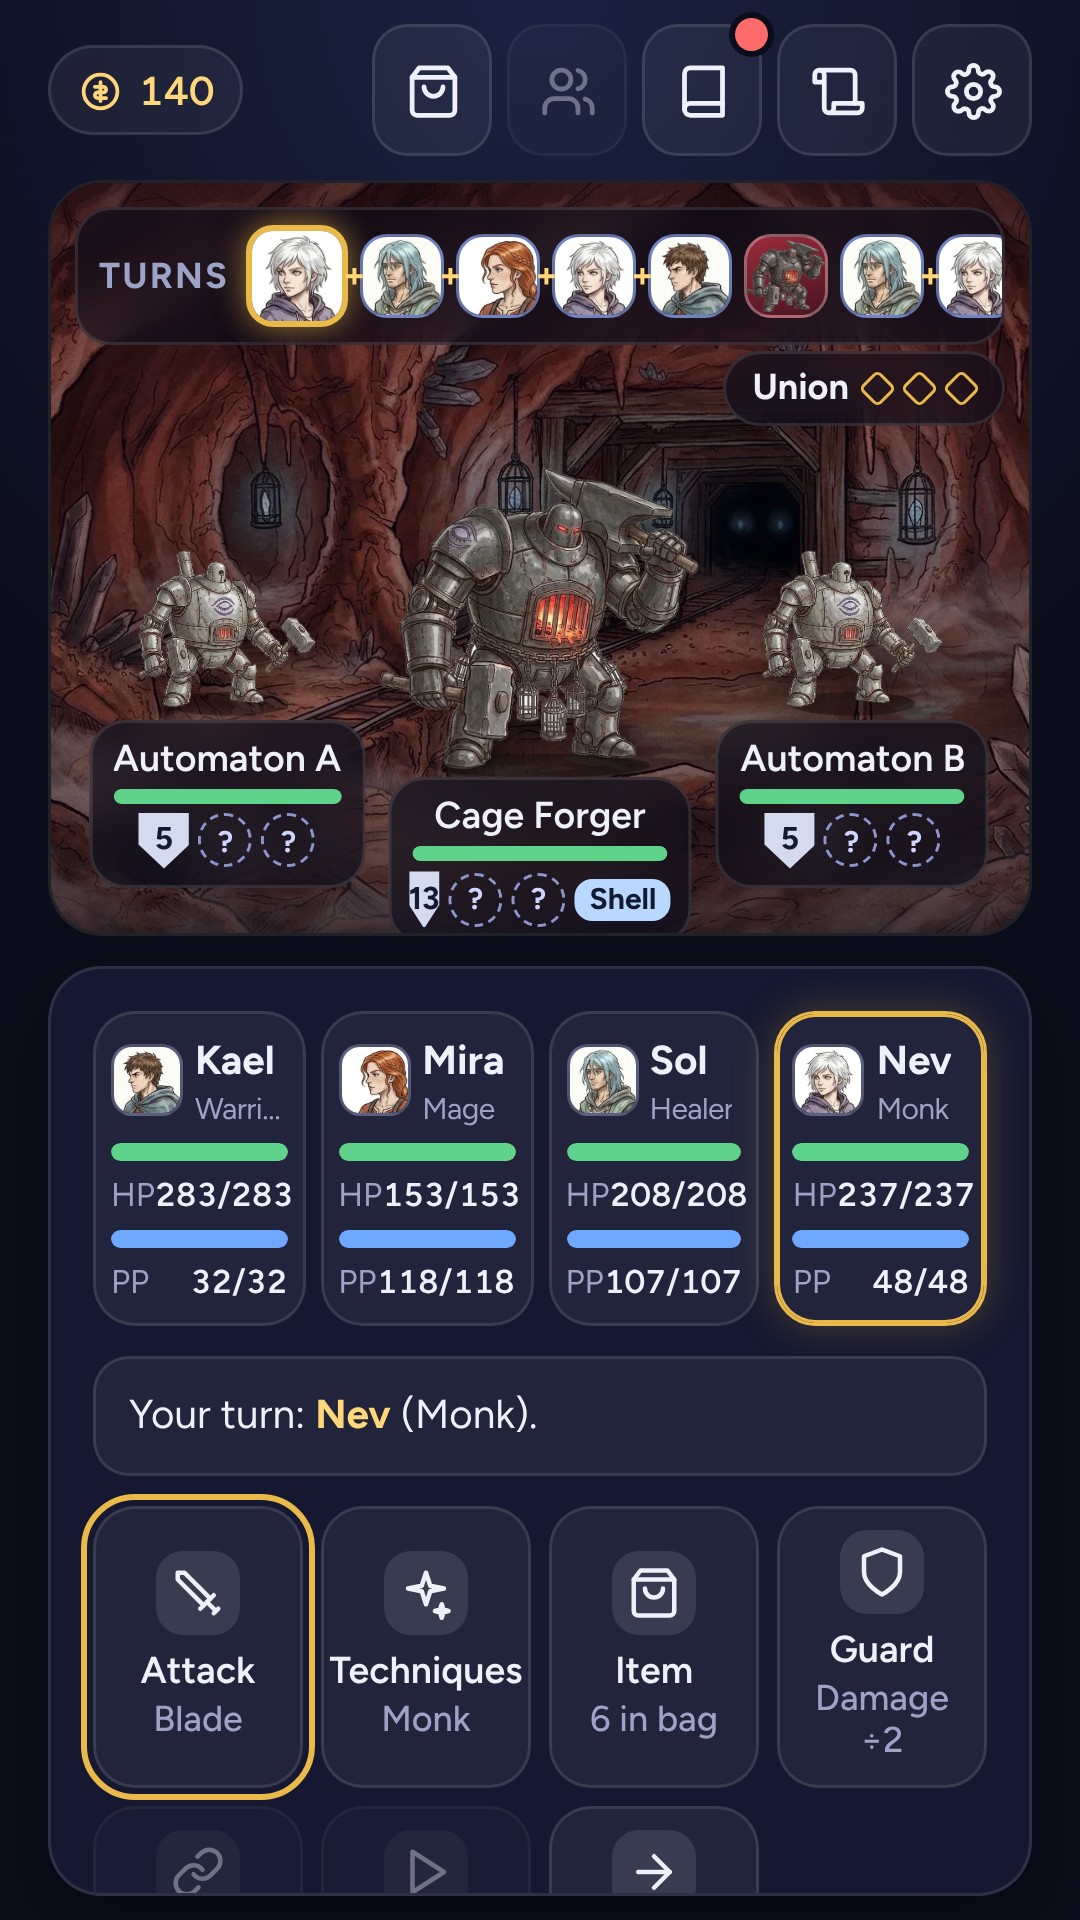 140
TURNS
Union
Automaton A
5 ? ?
Cage Forger
13 ? ? Shell
Automaton B
5 ? ?
Kael
Warri...
HP283/283
PP 32/32
Mira
Mage
HP153/153
PP118/118
Sol
Healer
HP208/208
PP107/107
Nev
Monk
HP237/237
PP 48/48
Your turn: Nev (Monk).
Attack
Blade
Techniques
Monk
Item
6 in bag
Guard
Damage
÷2